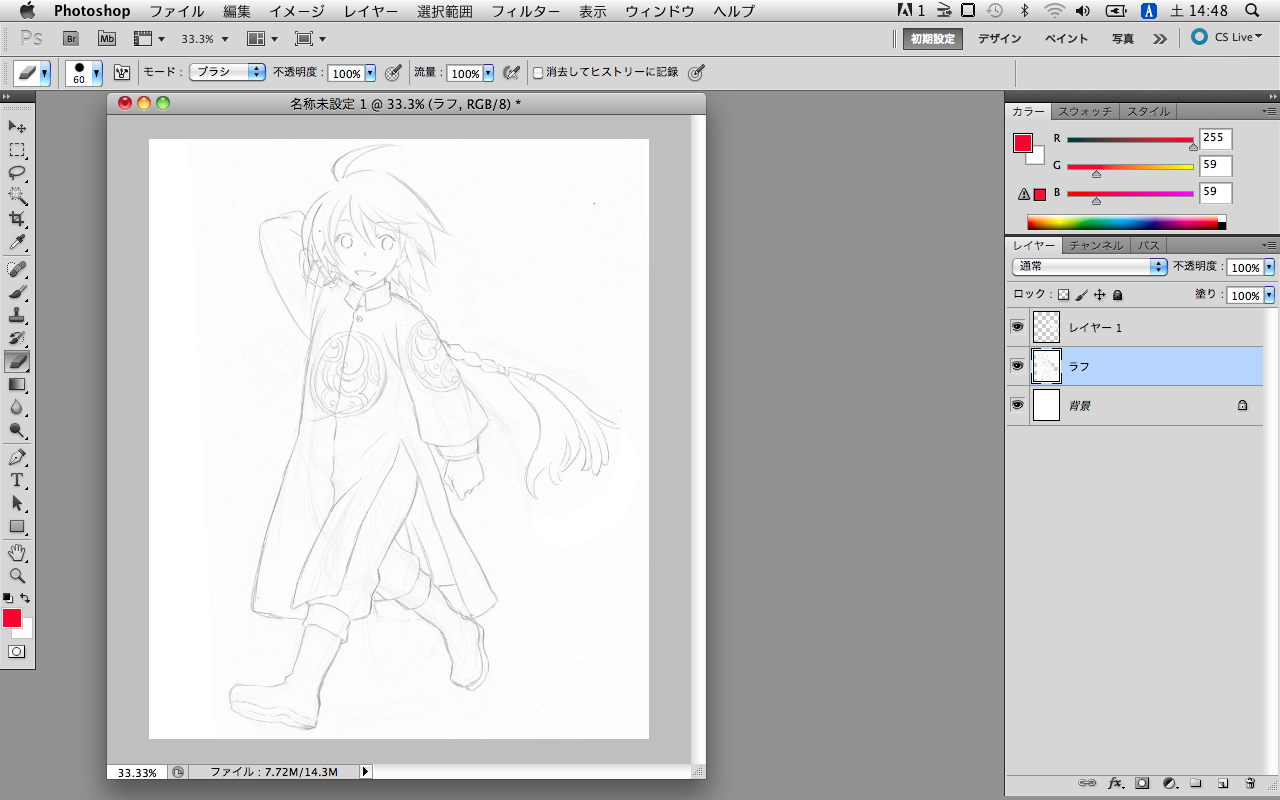 Photoshop ファイル 編集 イメージ レイヤー 選択範囲 フィルター 表示 ウィンドウ ヘルプ 1 A 土 14:48
Ps Br Mb 33.3% 初期設定 デザイン ペイント 写真 CS Live
60 モード: ブラシ 不透明度: 100% 流量: 100% 消去してヒストリーに記録
名称未設定 1 @ 33.3% (ラフ, RGB/8) *
カラー スウォッチ スタイル
R 255
G 59
B 59
レイヤー チャンネル パス
通常 不透明度: 100%
ロック: 塗り: 100%
レイヤー 1
ラフ
背景
T
33.33% ファイル : 7.72M/14.3M
fx